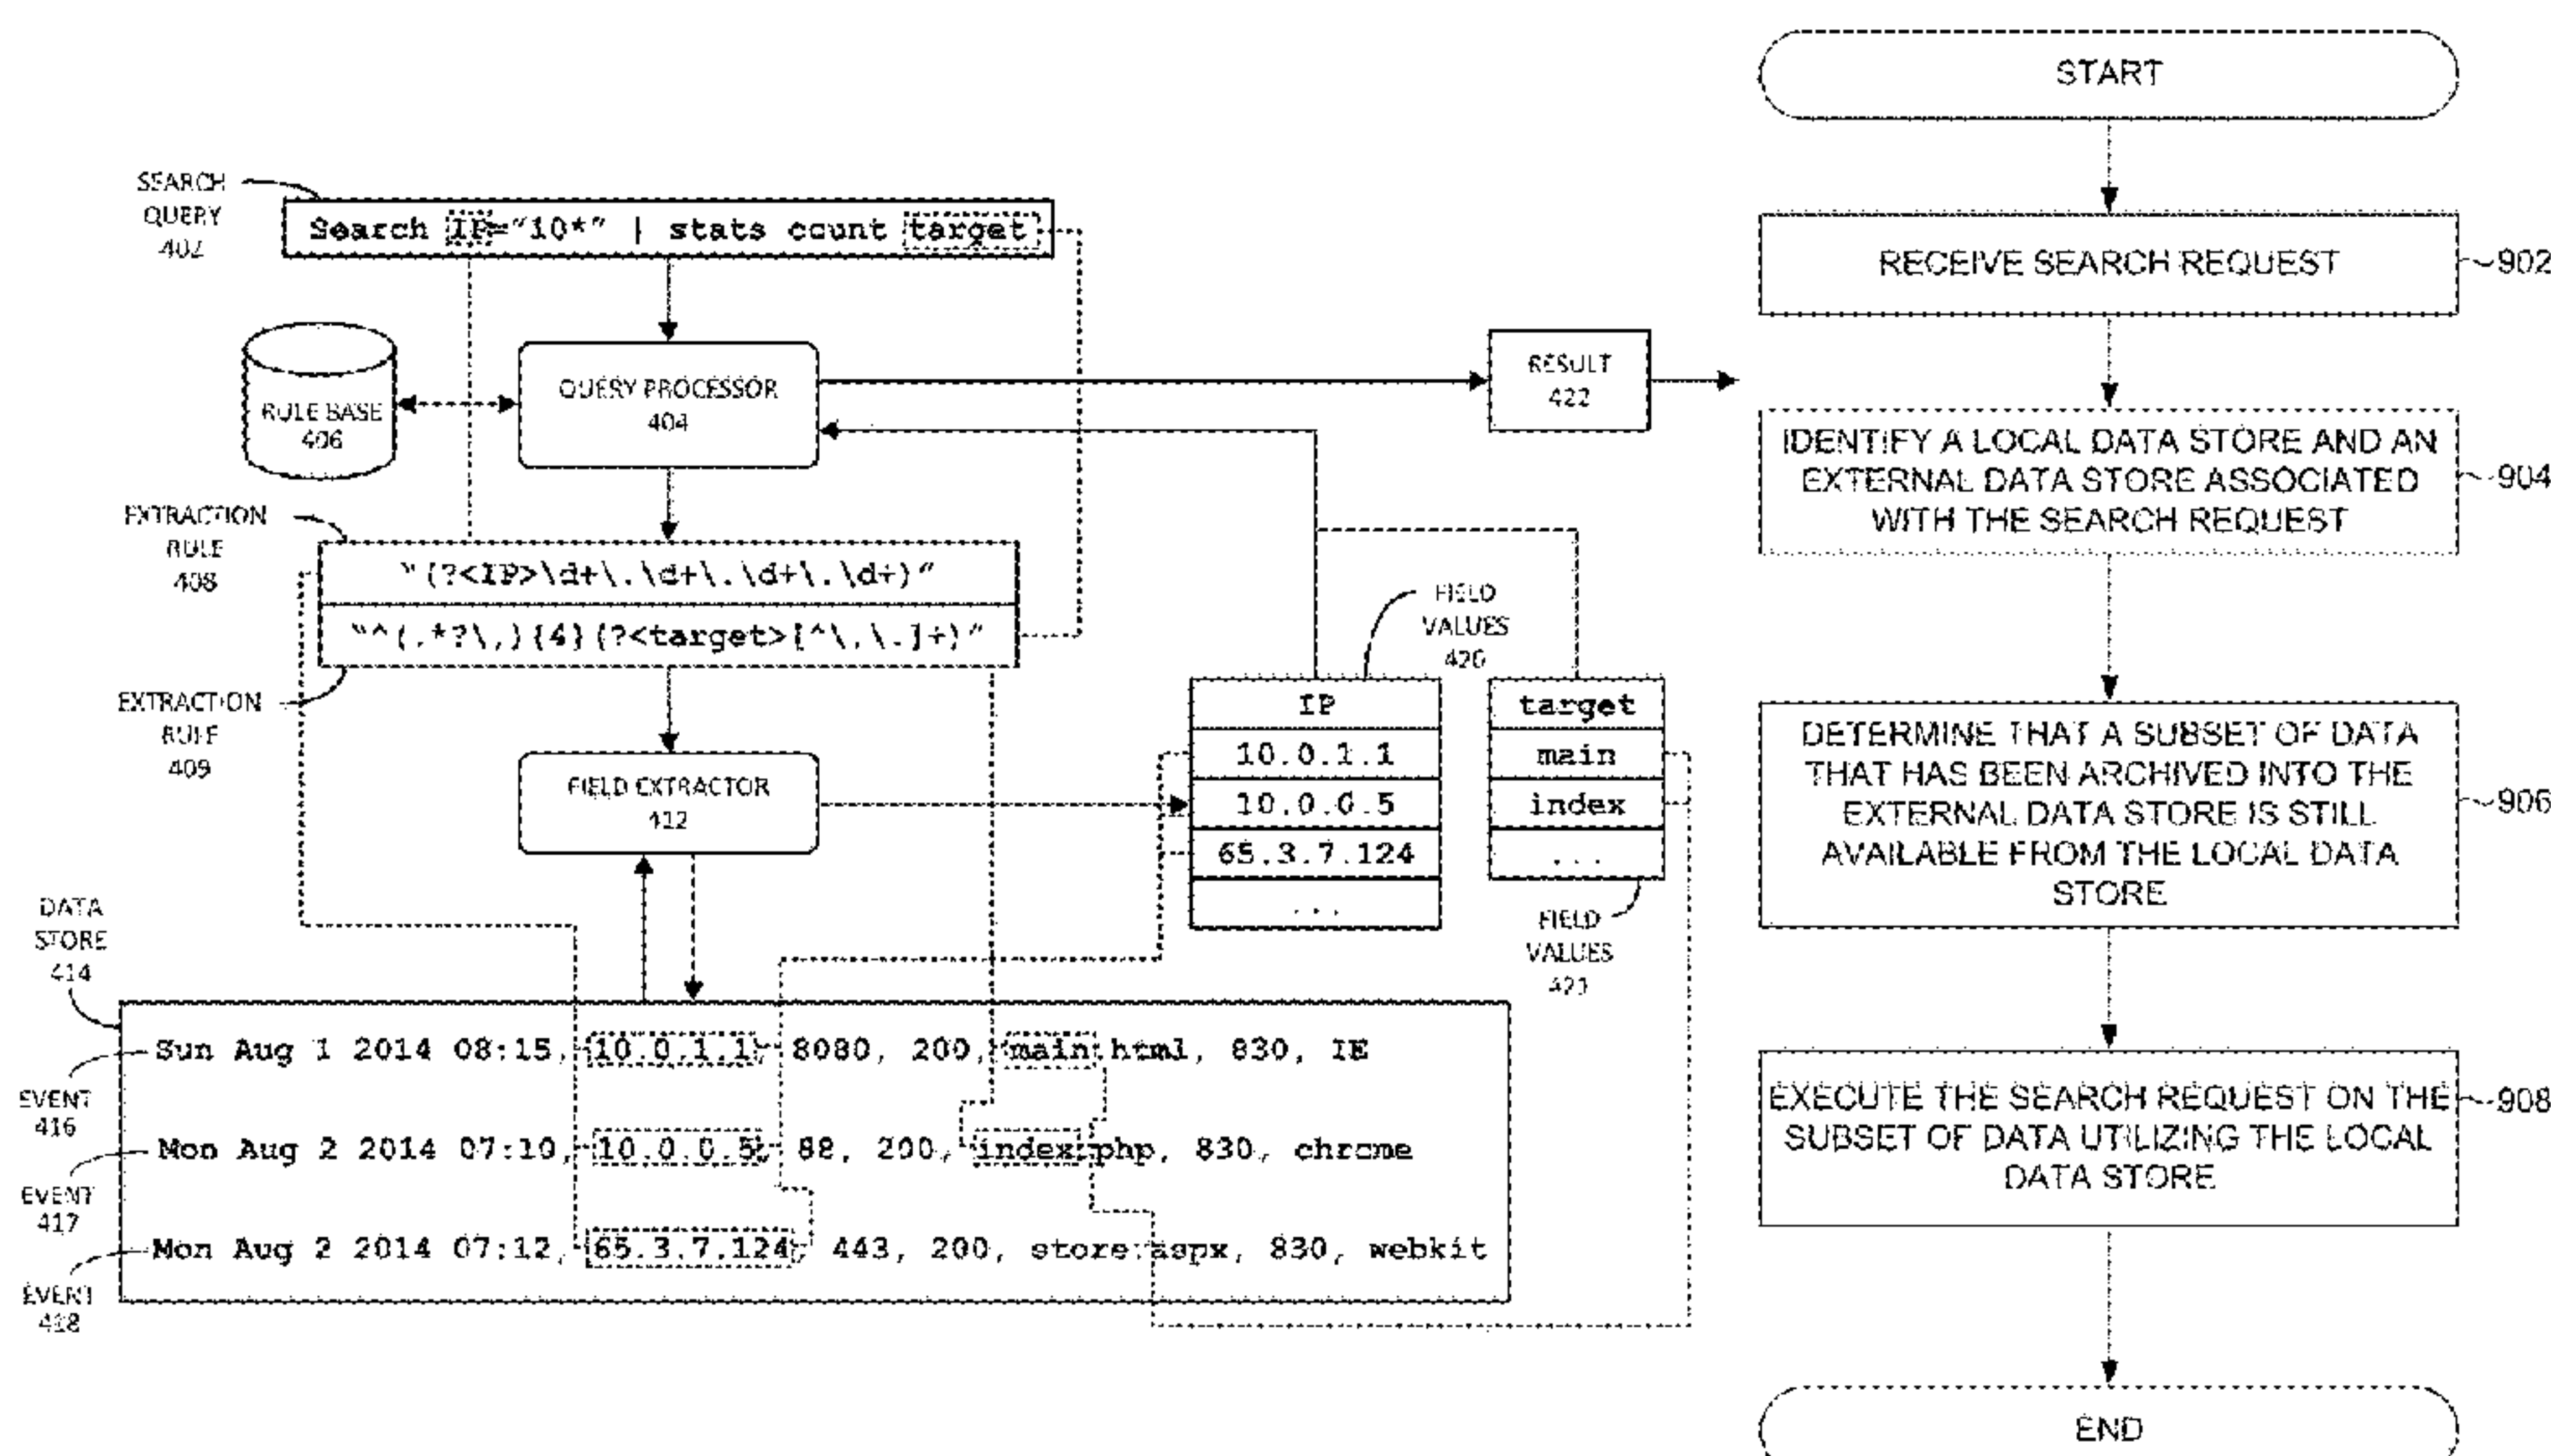 SEARCH
QUERY
402
Search IP="10*" | stats count target
RULE BASE
406
QUERY PROCESSOR
404
RESULT
422
EXTRACTION
RULE
408
"(?<IP>\d+\.\d+\.\d+\.\d+)"
"^(.*?\,){4}(?<target>[^\,\.]+)"
EXTRACTION
RULE
409
FIELD EXTRACTOR
412
FIELD
VALUES
420
IP
10.0.1.1
10.0.0.5
65.3.7.124
...
target
main
index
...
FIELD
VALUES
421
DATA
STORE
414
Sun Aug 1 2014 08:15, 10.0.1.1, 8080, 200, main.html, 830, IE
EVENT
416
Mon Aug 2 2014 07:10, 10.0.0.5, 88, 200, index.php, 830, chrome
EVENT
417
Mon Aug 2 2014 07:12, 65.3.7.124, 443, 200, store.aspx, 830, webkit
EVENT
418
START
RECEIVE SEARCH REQUEST
902
IDENTIFY A LOCAL DATA STORE AND AN
EXTERNAL DATA STORE ASSOCIATED
WITH THE SEARCH REQUEST
904
DETERMINE THAT A SUBSET OF DATA
THAT HAS BEEN ARCHIVED INTO THE
EXTERNAL DATA STORE IS STILL
AVAILABLE FROM THE LOCAL DATA
STORE
906
EXECUTE THE SEARCH REQUEST ON THE
SUBSET OF DATA UTILIZING THE LOCAL
DATA STORE
908
END